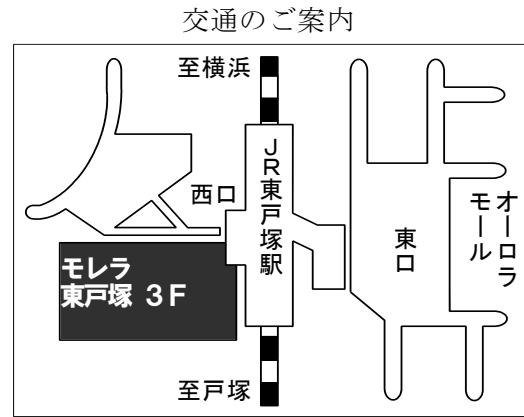 交通のご案内
至横浜
JR東戸塚駅
西口
東口
オーロラ
モール
モレラ
東戸塚 3F
至戸塚